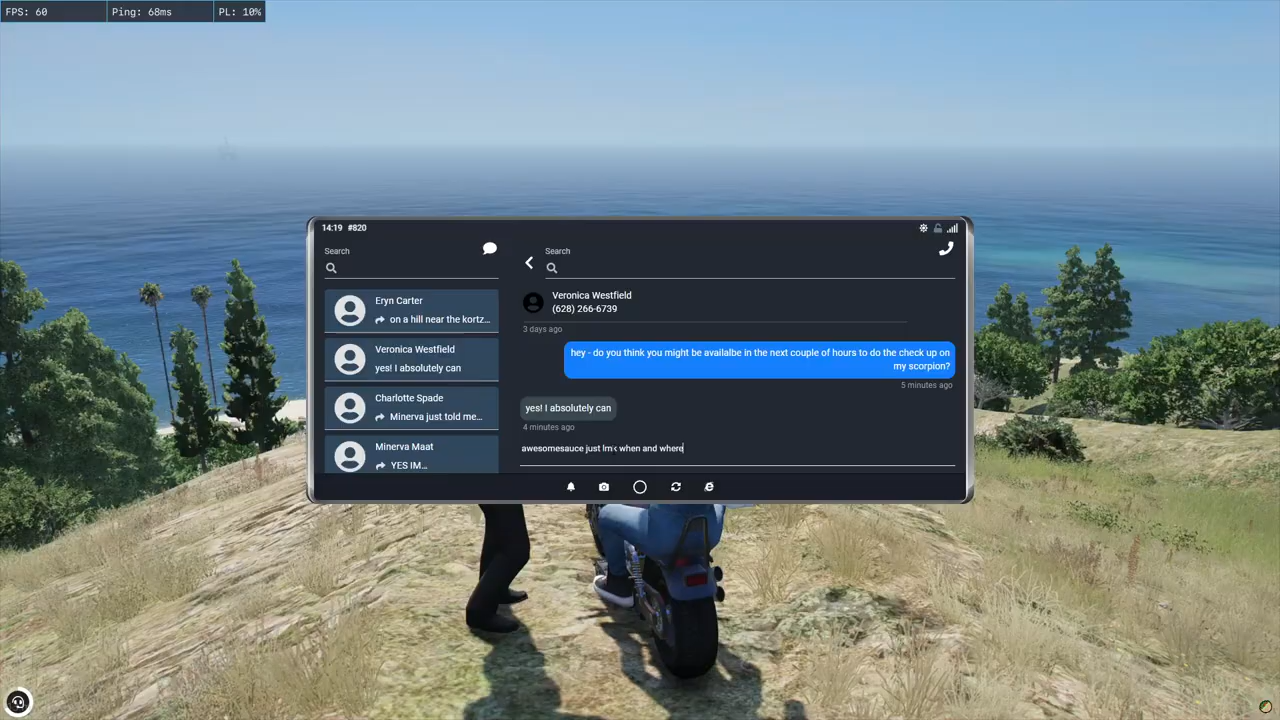 FPS: 60
Ping: 68ms
PL: 10%
14:19 #820
Search
Search
Eryn Carter
on a hill near the kortz...
Veronica Westfield
yes! I absolutely can
Charlotte Spade
Minerva just told me...
Minerva Maat
YES IM...
Veronica Westfield
(628) 266-6739
3 days ago
hey - do you think you might be availalbe in the next couple of hours to do the check up on
my scorpion?
5 minutes ago
yes! I absolutely can
4 minutes ago
awesomesauce just lmk when and where